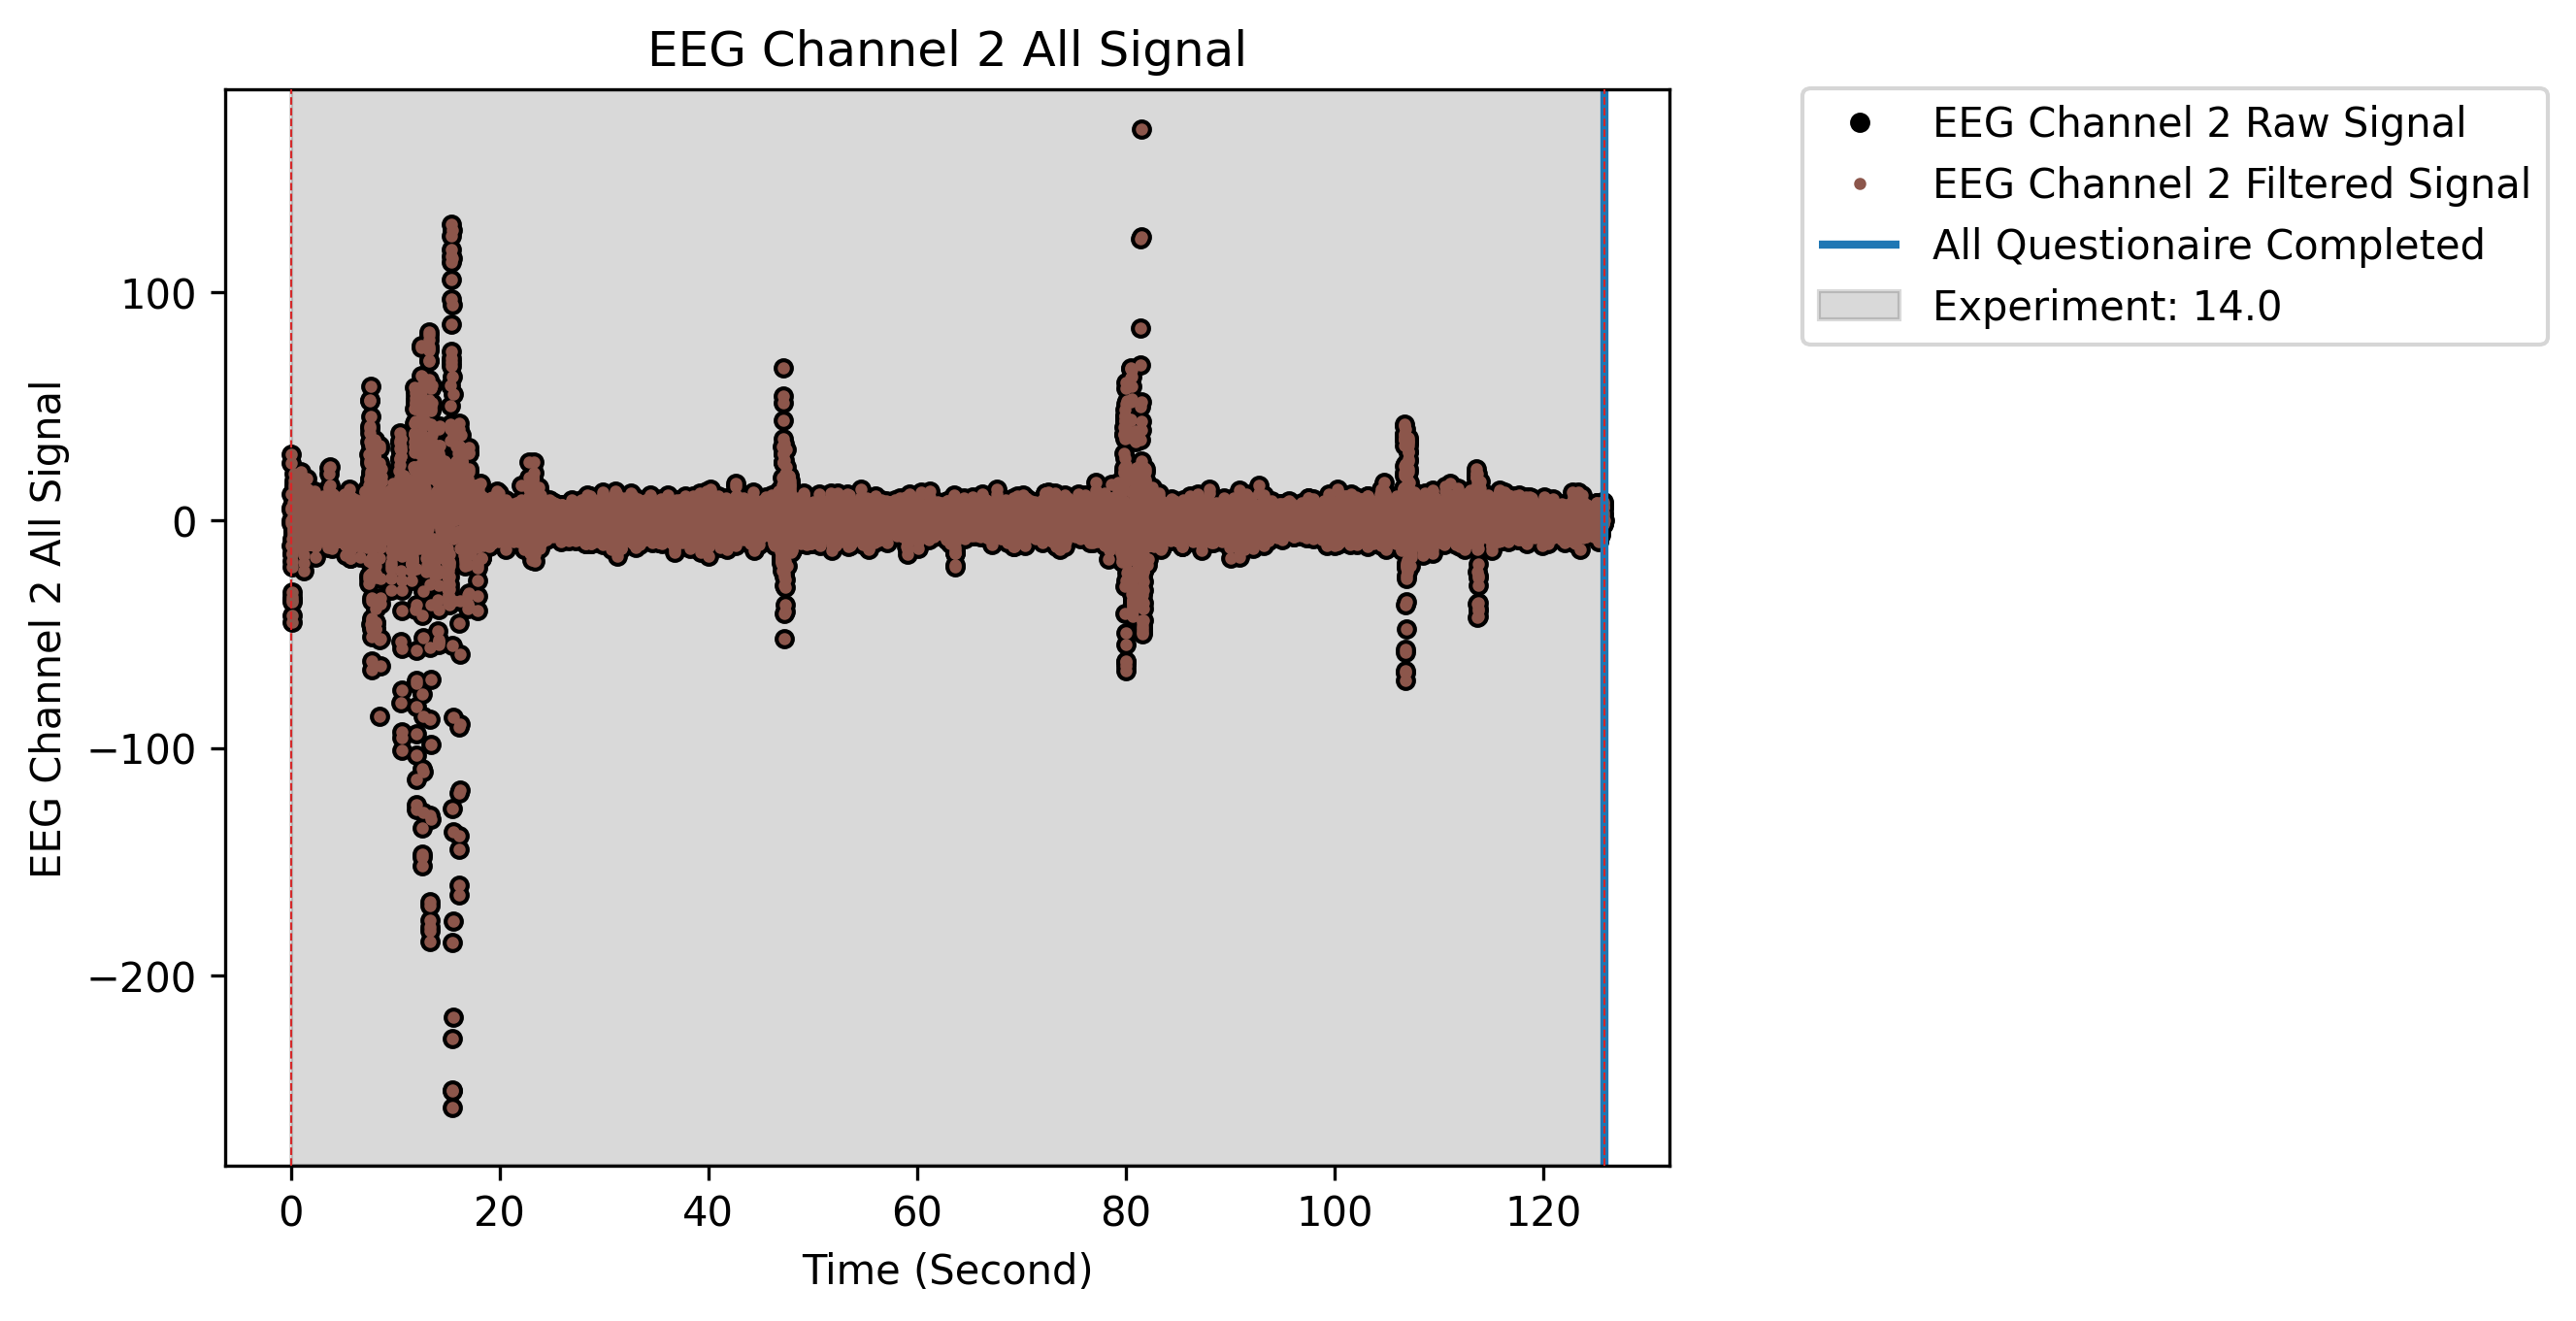 EEG Channel 2 All Signal
EEG Channel 2 Raw Signal
EEG Channel 2 Filtered Signal
All Questionaire Completed
Experiment: 14.0
EEG Channel 2 All Signal
100
0
−100
−200
0 20 40 60 80 100 120
Time (Second)